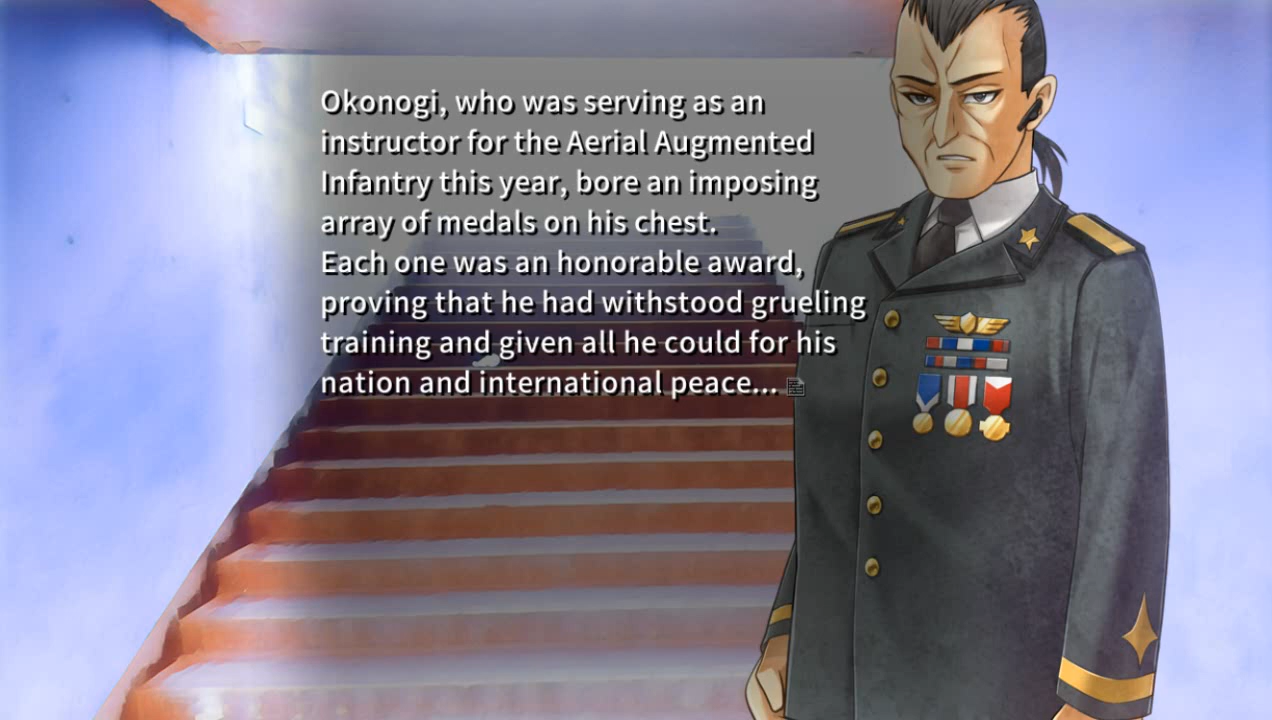 Okonogi, who was serving as an
instructor for the Aerial Augmented
Infantry this year, bore an imposing
array of medals on his chest.
Each one was an honorable award,
proving that he had withstood grueling
training and given all he could for his
nation and international peace...